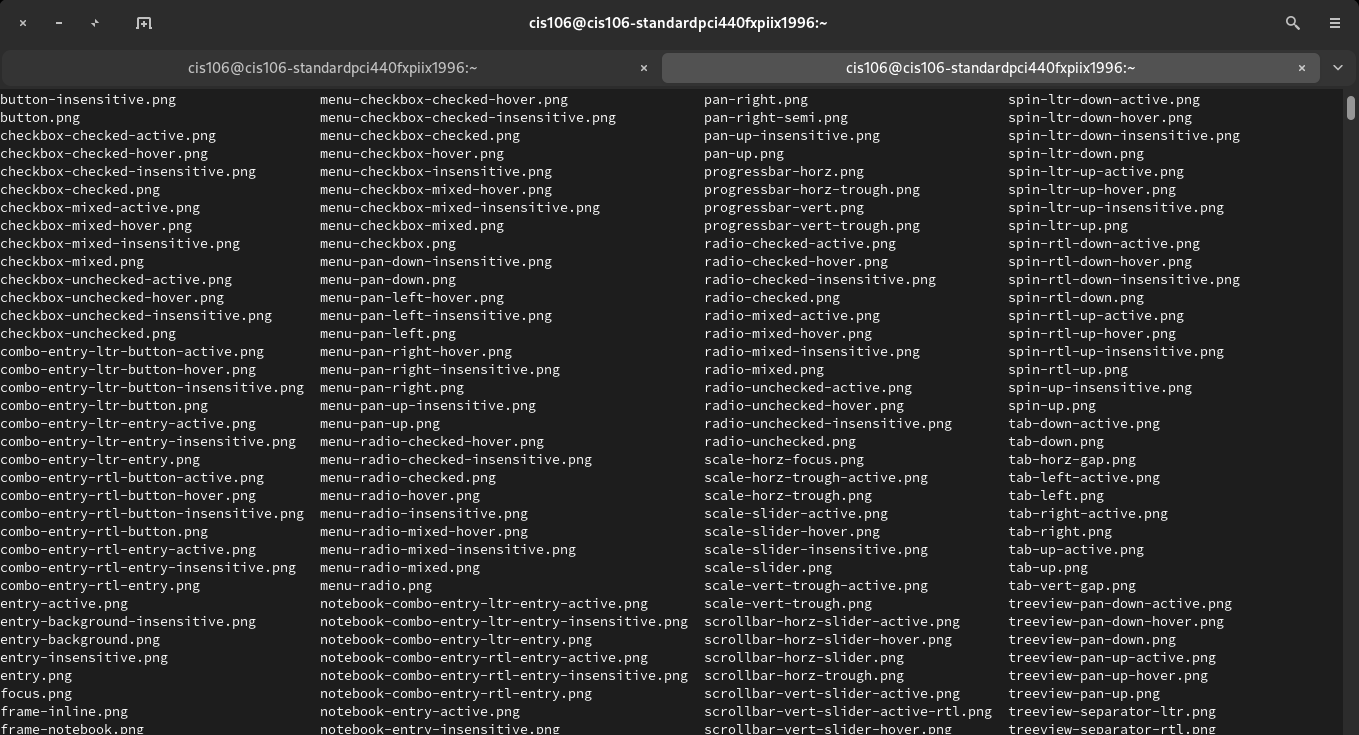 cis106@cis106-standardpci440fxpiix1996:~
cis106@cis106-standardpci440fxpiix1996:~ cis106@cis106-standardpci440fxpiix1996:~
button-insensitive.png menu-checkbox-checked-hover.png pan-right.png spin-ltr-down-active.png
button.png menu-checkbox-checked-insensitive.png pan-right-semi.png spin-ltr-down-hover.png
checkbox-checked-active.png menu-checkbox-checked.png pan-up-insensitive.png spin-ltr-down-insensitive.png
checkbox-checked-hover.png menu-checkbox-hover.png pan-up.png spin-ltr-down.png
checkbox-checked-insensitive.png menu-checkbox-insensitive.png progressbar-horz.png spin-ltr-up-active.png
checkbox-checked.png menu-checkbox-mixed-hover.png progressbar-horz-trough.png spin-ltr-up-hover.png
checkbox-mixed-active.png menu-checkbox-mixed-insensitive.png progressbar-vert.png spin-ltr-up-insensitive.png
checkbox-mixed-hover.png menu-checkbox-mixed.png progressbar-vert-trough.png spin-ltr-up.png
checkbox-mixed-insensitive.png menu-checkbox.png radio-checked-active.png spin-rtl-down-active.png
checkbox-mixed.png menu-pan-down-insensitive.png radio-checked-hover.png spin-rtl-down-hover.png
checkbox-unchecked-active.png menu-pan-down.png radio-checked-insensitive.png spin-rtl-down-insensitive.png
checkbox-unchecked-hover.png menu-pan-left-hover.png radio-checked.png spin-rtl-down.png
checkbox-unchecked-insensitive.png menu-pan-left-insensitive.png radio-mixed-active.png spin-rtl-up-active.png
checkbox-unchecked.png menu-pan-left.png radio-mixed-hover.png spin-rtl-up-hover.png
combo-entry-ltr-button-active.png menu-pan-right-hover.png radio-mixed-insensitive.png spin-rtl-up-insensitive.png
combo-entry-ltr-button-hover.png menu-pan-right-insensitive.png radio-mixed.png spin-rtl-up.png
combo-entry-ltr-button-insensitive.png menu-pan-right.png radio-unchecked-active.png spin-up-insensitive.png
combo-entry-ltr-button.png menu-pan-up-insensitive.png radio-unchecked-hover.png spin-up.png
combo-entry-ltr-entry-active.png menu-pan-up.png radio-unchecked-insensitive.png tab-down-active.png
combo-entry-ltr-entry-insensitive.png menu-radio-checked-hover.png radio-unchecked.png tab-down.png
combo-entry-ltr-entry.png menu-radio-checked-insensitive.png scale-horz-focus.png tab-horz-gap.png
combo-entry-rtl-button-active.png menu-radio-checked.png scale-horz-trough-active.png tab-left-active.png
combo-entry-rtl-button-hover.png menu-radio-hover.png scale-horz-trough.png tab-left.png
combo-entry-rtl-button-insensitive.png menu-radio-insensitive.png scale-slider-active.png tab-right-active.png
combo-entry-rtl-button.png menu-radio-mixed-hover.png scale-slider-hover.png tab-right.png
combo-entry-rtl-entry-active.png menu-radio-mixed-insensitive.png scale-slider-insensitive.png tab-up-active.png
combo-entry-rtl-entry-insensitive.png menu-radio-mixed.png scale-slider.png tab-up.png
combo-entry-rtl-entry.png menu-radio.png scale-vert-trough-active.png tab-vert-gap.png
entry-active.png notebook-combo-entry-ltr-entry-active.png scale-vert-trough.png treeview-pan-down-active.png
entry-background-insensitive.png notebook-combo-entry-ltr-entry-insensitive.png scrollbar-horz-slider-active.png treeview-pan-down-hover.png
entry-background.png notebook-combo-entry-ltr-entry.png scrollbar-horz-slider-hover.png treeview-pan-down.png
entry-insensitive.png notebook-combo-entry-rtl-entry-active.png scrollbar-horz-slider.png treeview-pan-up-active.png
entry.png notebook-combo-entry-rtl-entry-insensitive.png scrollbar-horz-trough.png treeview-pan-up-hover.png
focus.png notebook-combo-entry-rtl-entry.png scrollbar-vert-slider-active.png treeview-pan-up.png
frame-inline.png notebook-entry-active.png scrollbar-vert-slider-active-rtl.png treeview-separator-ltr.png
frame-notebook.png notebook-entry-insensitive.png scrollbar-vert-slider-hover.png treeview-separator-rtl.png